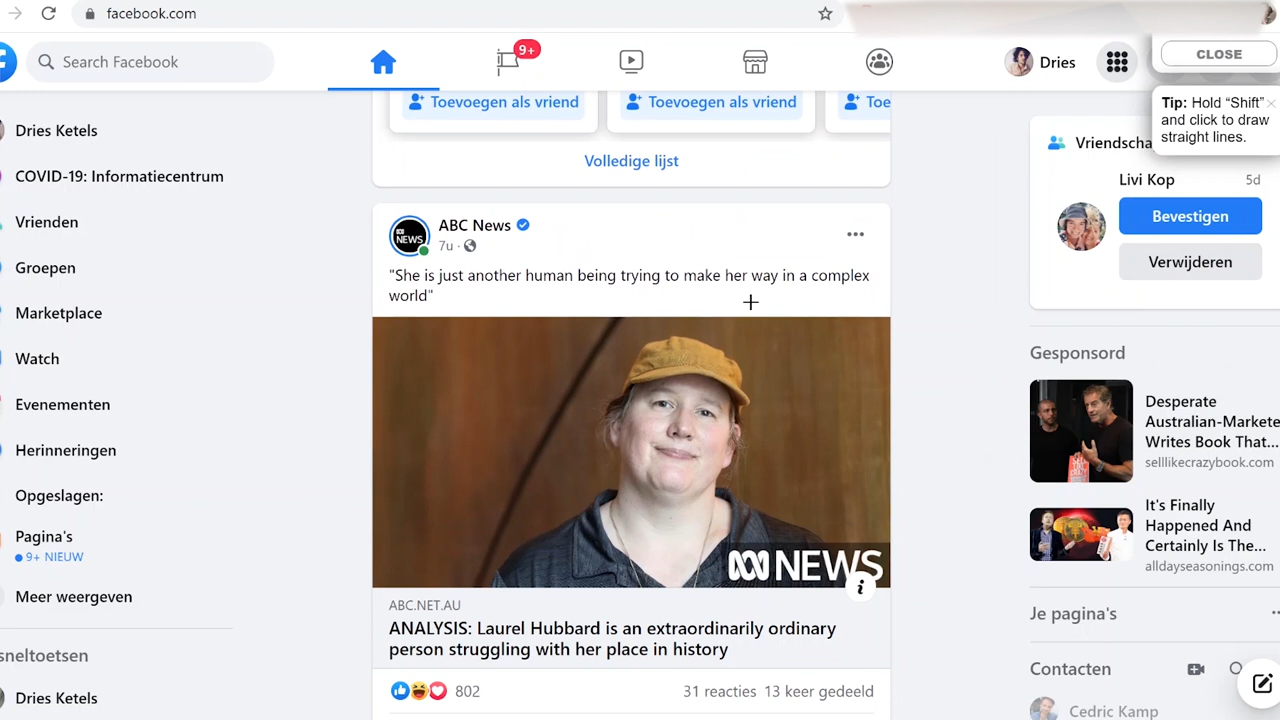 facebook.com
Search Facebook
9+
Dries
CLOSE
Tip: Hold “Shift”
and click to draw
straight lines.
Dries Ketels
COVID-19: Informatiecentrum
Vrienden
Groepen
Marketplace
Watch
Evenementen
Herinneringen
Opgeslagen:
Pagina's
9+ NIEUW
Meer weergeven
sneltoetsen
Dries Ketels
Toevoegen als vriend
Toevoegen als vriend
Toe
Volledige lijst
ABC News
7u ·
"She is just another human being trying to make her way in a complex
world"
NEWS
NEWS
ABC.NET.AU
ANALYSIS: Laurel Hubbard is an extraordinarily ordinary
person struggling with her place in history
802
31 reacties 13 keer gedeeld
Vriendscha
Livi Kop
5d
Bevestigen
Verwijderen
Gesponsord
Desperate
Australian-Markete
Writes Book That...
selllikecrazybook.com
It's Finally
Happened And
Certainly Is The...
alldayseasonings.com
Je pagina's
Contacten
Cedric Kamp